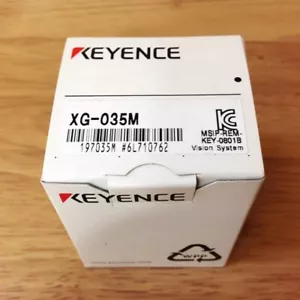 KEYENCE
XG-035M
MSIP-REM-
KEY-0801B
Vision System
197035M #6L710762
KEYENCE